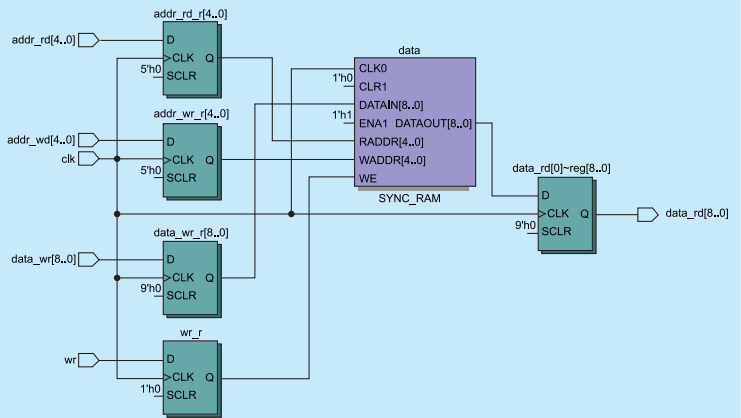 addr_rd_r[4..0]
addr_rd[4..0]
D
CLK
Q
5'h0
SCLR
addr_wr_r[4..0]
addr_wd[4..0]
D
clk
CLK
Q
5'h0
SCLR
data
CLK0
1'h0
CLR1
DATAIN[8..0]
1'h1
ENA1 DATAOUT[8..0]
RADDR[4..0]
WADDR[4..0]
WE
SYNC_RAM
data_rd[0]~reg[8..0]
D
CLK
Q
9'h0
SCLR
data_rd[8..0]
data_wr_r[8..0]
data_wr[8..0]
D
CLK
Q
9'h0
SCLR
wr_r
wr
D
CLK
Q
1'h0
SCLR